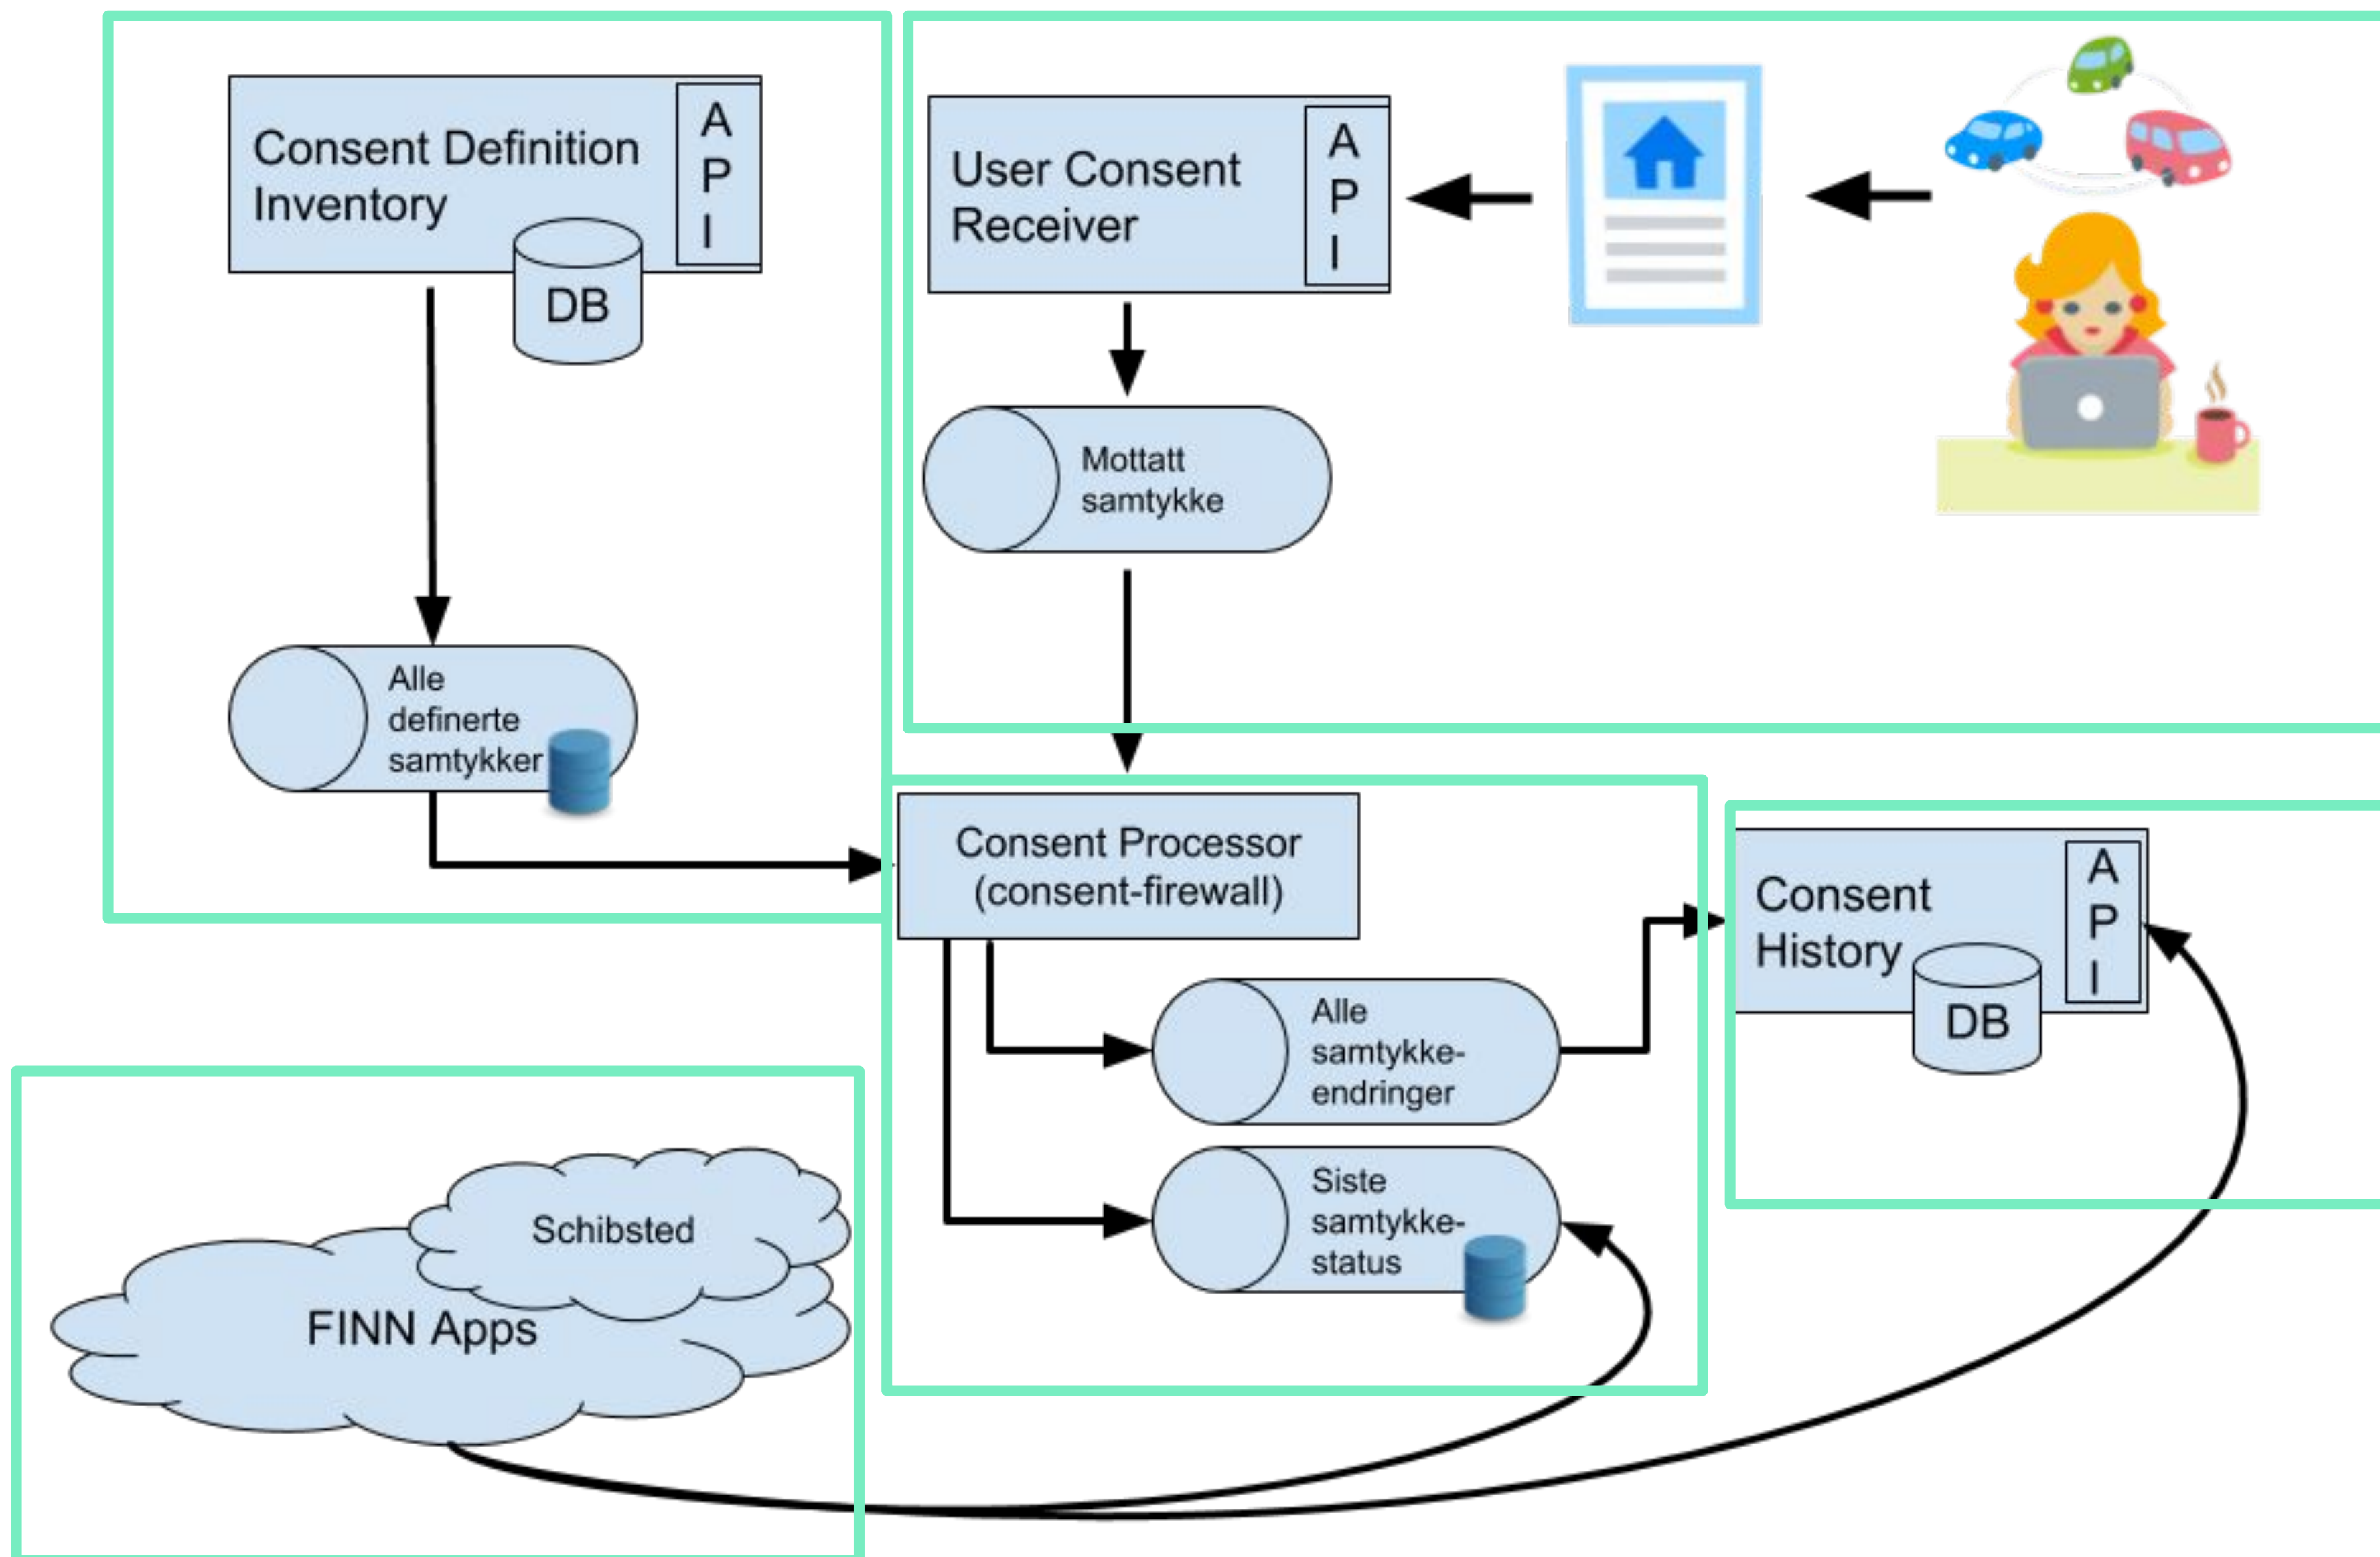 Consent Definition
Inventory
A
P
I
DB
User Consent
Receiver
A
P
I
Mottatt
samtykke
Alle
definerte
samtykker
Consent Processor
(consent-firewall)
Consent
History
A
P
I
DB
Alle
samtykke-
endringer
Siste
samtykke-
status
Schibsted
FINN Apps